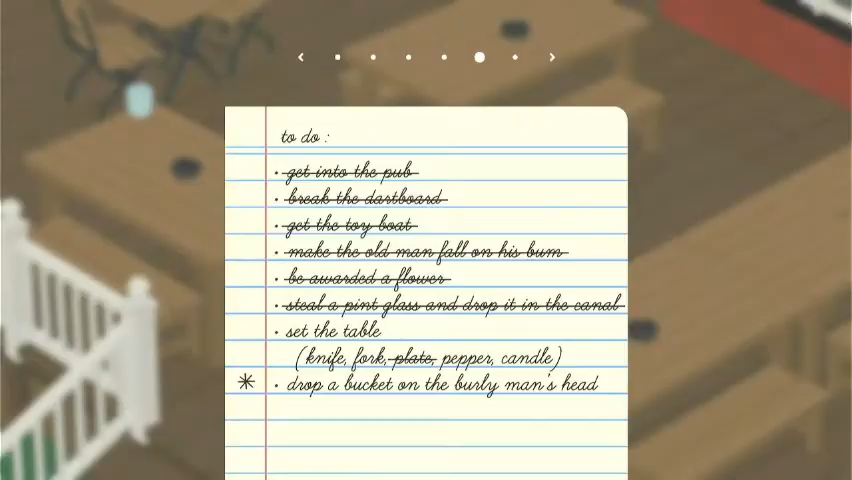 to do :
• get into the pub
• break the dartboard
• get the toy boat
• make the old man fall on his bum
• be awarded a flower
• steal a pint glass and drop it in the canal
• set the table
(knife, fork, plate, pepper, candle)
• drop a bucket on the burly man's head